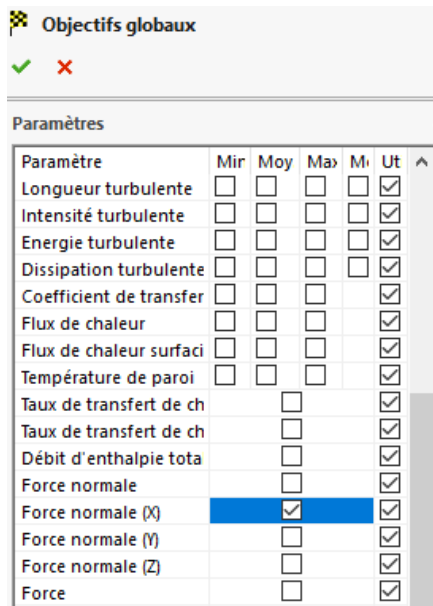 Objectifs globaux
Paramètres
Paramètre Mir Moy Max M Ut
Longueur turbulente
Intensité turbulente
Energie turbulente
Dissipation turbulente
Coefficient de transfer
Flux de chaleur
Flux de chaleur surfaci
Température de paroi
Taux de transfert de ch
Taux de transfert de ch
Débit d'enthalpie tota
Force normale
Force normale (X)
Force normale (Y)
Force normale (Z)
Force